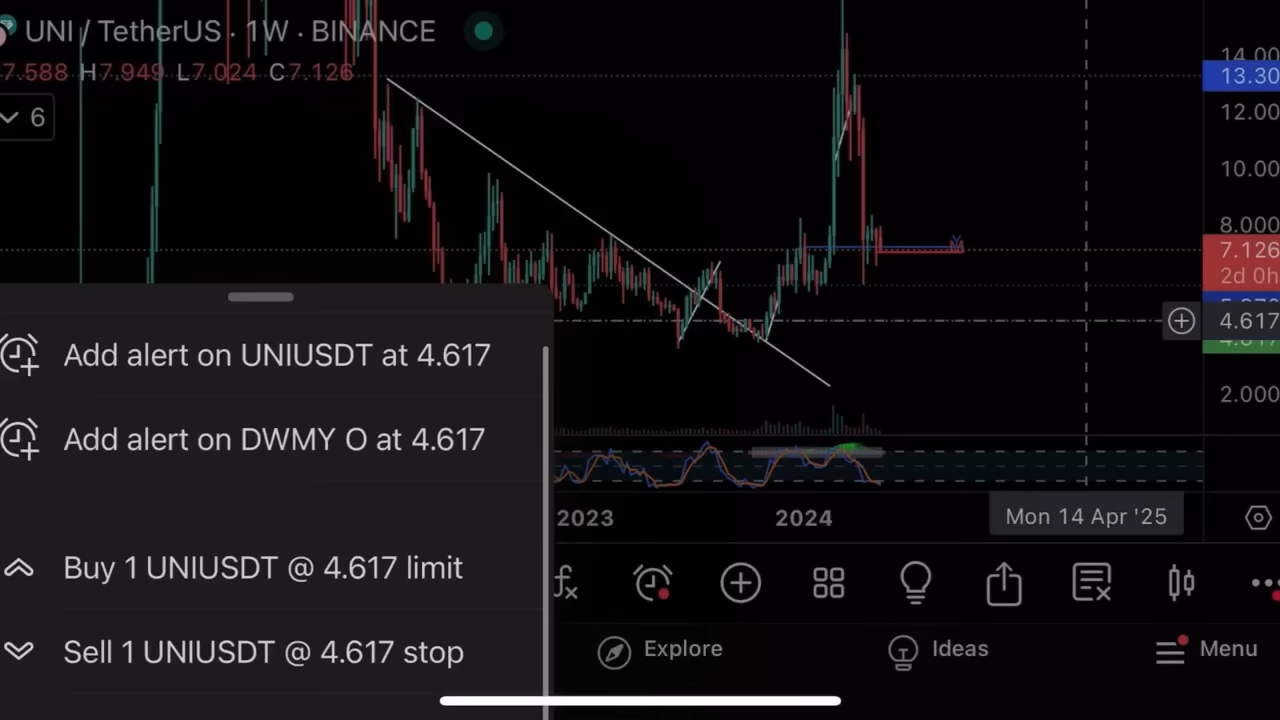 UNI / TetherUS · 1W · BINANCE
7.588 H7.949 L7.024 C7.126
6
14.00
13.30
12.00
10.00
8.000
7.126
2d 0h
4.617
2.000
Add alert on UNIUSDT at 4.617
Add alert on DWMY O at 4.617
Buy 1 UNIUSDT @ 4.617 limit
Sell 1 UNIUSDT @ 4.617 stop
2023
2024
Mon 14 Apr '25
Explore
Ideas
Menu